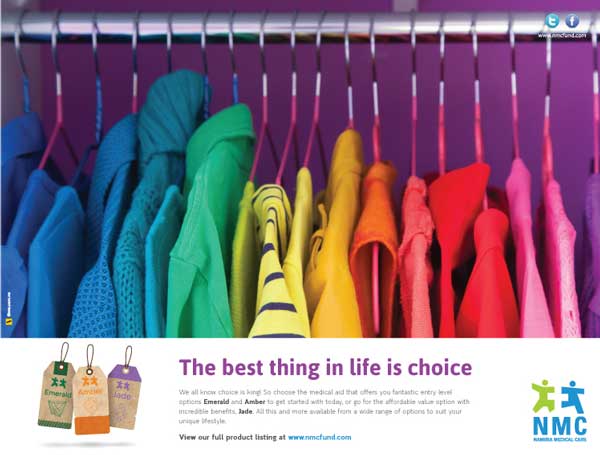 www.nmcfund.com
The best thing in life is choice
We all know choice is king! So choose the medical aid that offers you fantastic entry level
options Emerald and Amber to get started with today, or go for the affordable value option with
incredible benefits, Jade. All this and more available from a wide range of options to suit your
unique lifestyle.
View our full product listing at www.nmcfund.com
Emerald
Amber
Jade
NMC
NAMIBIA MEDICAL CARE